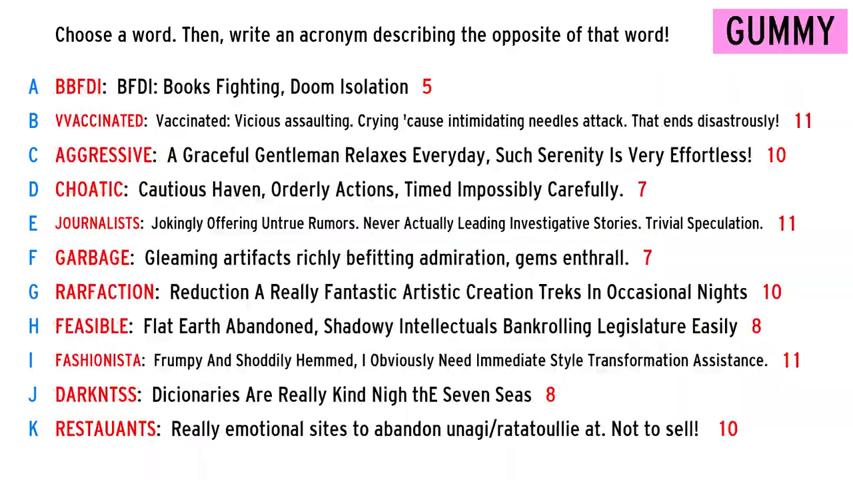 Choose a word. Then, write an acronym describing the opposite of that word!
GUMMY
A BBFDI: BFDI: Books Fighting, Doom Isolation 5
B VVACCINATED: Vaccinated: Vicious assaulting. Crying 'cause intimidating needles attack. That ends disastrously! 11
C AGGRESSIVE: A Graceful Gentleman Relaxes Everyday, Such Serenity Is Very Effortless! 10
D CHOATIC: Cautious Haven, Orderly Actions, Timed Impossibly Carefully. 7
E JOURNALISTS: Jokingly Offering Untrue Rumors. Never Actually Leading Investigative Stories. Trivial Speculation. 11
F GARBAGE: Gleaming artifacts richly befitting admiration, gems enthrall. 7
G RARFACTION: Reduction A Really Fantastic Artistic Creation Treks In Occasional Nights 10
H FEASIBLE: Flat Earth Abandoned, Shadowy Intellectuals Bankrolling Legislature Easily 8
I FASHIONISTA: Frumpy And Shoddily Hemmed, I Obviously Need Immediate Style Transformation Assistance. 11
J DARKNTSS: Dicionaries Are Really Kind Nigh thE Seven Seas 8
K RESTAUANTS: Really emotional sites to abandon unagi/ratatoullie at. Not to sell! 10